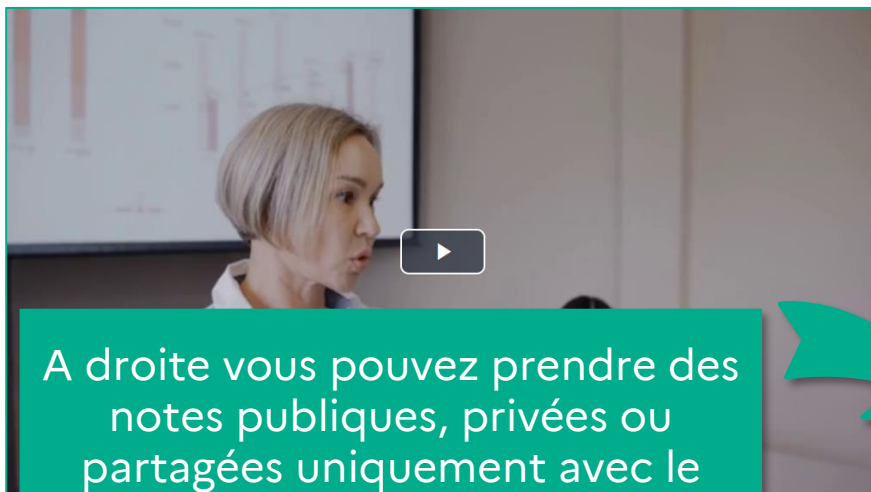 A droite vous pouvez prendre des
notes publiques, privées ou
partagées uniquement avec le